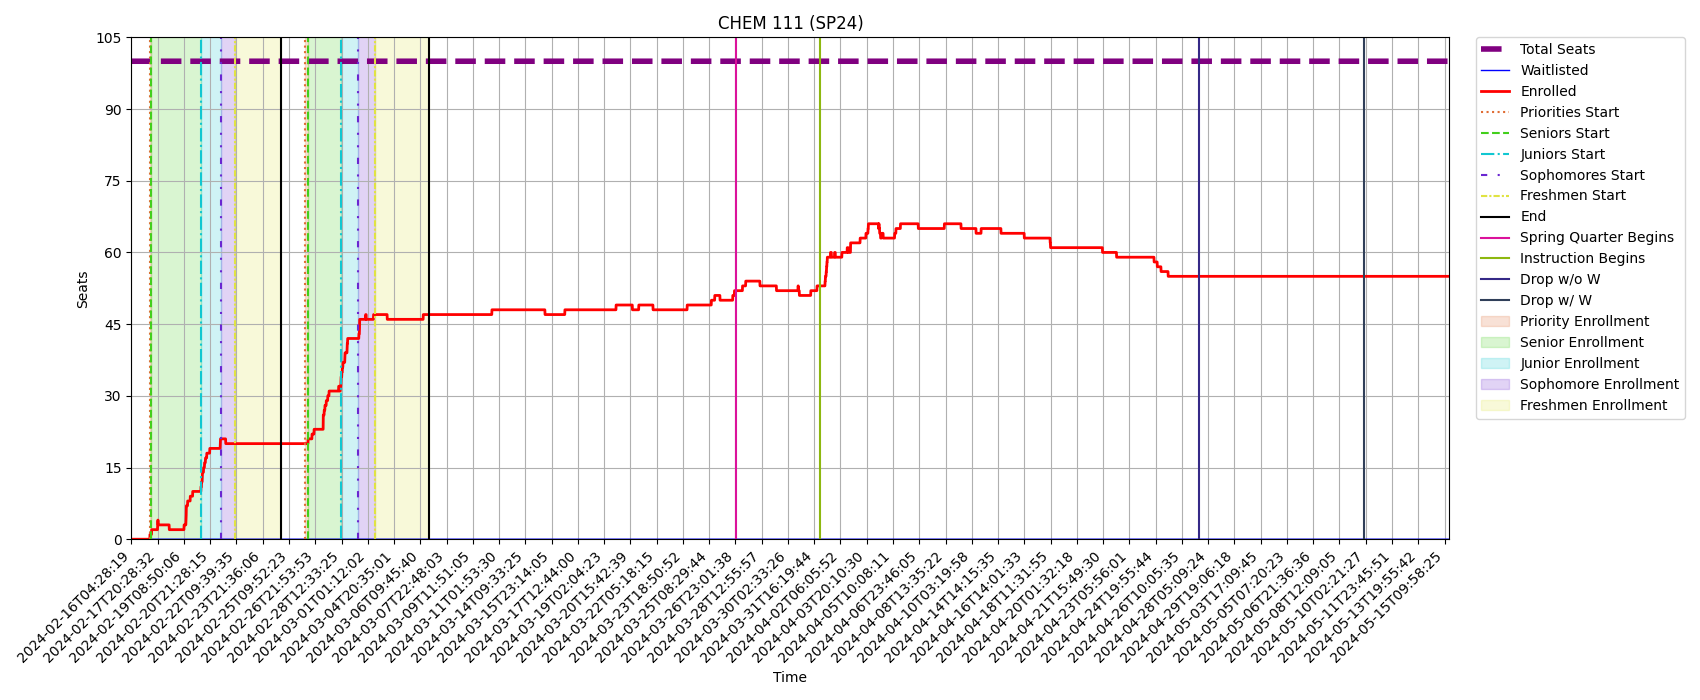 CHEM 111 (SP24)
105
90
75
60
45
30
15
0
Seats
2024-02-16T04:28:19
2024-02-17T20:28:32
2024-02-19T08:50:06
2024-02-20T21:28:15
2024-02-22T09:39:35
2024-02-23T21:36:06
2024-02-25T09:52:23
2024-02-26T21:53:53
2024-02-28T12:33:25
2024-03-01T01:12:02
2024-03-04T20:35:01
2024-03-06T09:45:40
2024-03-07T22:48:03
2024-03-09T11:51:05
2024-03-11T01:53:30
2024-03-14T09:33:25
2024-03-15T23:14:05
2024-03-17T12:44:00
2024-03-19T02:04:23
2024-03-20T15:42:39
2024-03-22T05:18:15
2024-03-23T18:50:52
2024-03-25T08:29:44
2024-03-26T23:01:38
2024-03-28T12:55:57
2024-03-30T02:33:26
2024-03-31T16:19:44
2024-04-02T06:05:52
2024-04-03T20:10:30
2024-04-05T10:08:11
2024-04-06T23:46:05
2024-04-08T13:35:22
2024-04-10T03:19:58
2024-04-14T14:15:35
2024-04-16T14:01:33
2024-04-18T11:31:55
2024-04-20T01:32:18
2024-04-21T15:49:30
2024-04-23T05:56:01
2024-04-24T19:55:44
2024-04-26T10:05:35
2024-04-28T05:09:24
2024-04-29T19:06:18
2024-05-03T17:09:45
2024-05-05T07:20:23
2024-05-06T21:36:36
2024-05-08T12:09:05
2024-05-10T02:21:27
2024-05-11T23:45:51
2024-05-13T19:55:42
2024-05-15T09:58:25
Time
Total Seats
Waitlisted
Enrolled
Priorities Start
Seniors Start
Juniors Start
Sophomores Start
Freshmen Start
End
Spring Quarter Begins
Instruction Begins
Drop w/o W
Drop w/ W
Priority Enrollment
Senior Enrollment
Junior Enrollment
Sophomore Enrollment
Freshmen Enrollment